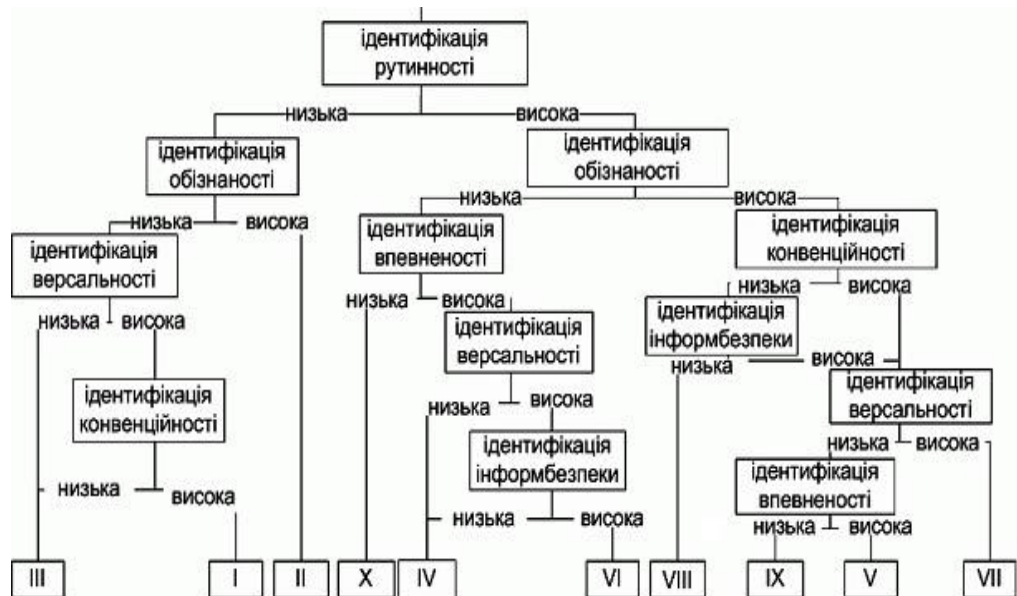 ідентифікація
рутинності
низька
висока
ідентифікація
обізнаності
ідентифікація
обізнаності
низька
висока
низька
висока
ідентифікація
версальності
ідентифікація
впевненості
ідентифікація
конвенційності
низька
висока
низька
висока
низька
висока
ідентифікація
версальності
ідентифікація
інформбезпеки
низька
висока
ідентифікація
конвенційності
низька
висока
ідентифікація
версальності
ідентифікація
інформбезпеки
низька
висока
ідентифікація
впевненості
низька
висока
низька
висока
низька
висока
III
I
II
X
IV
VI
VIII
IX
V
VII